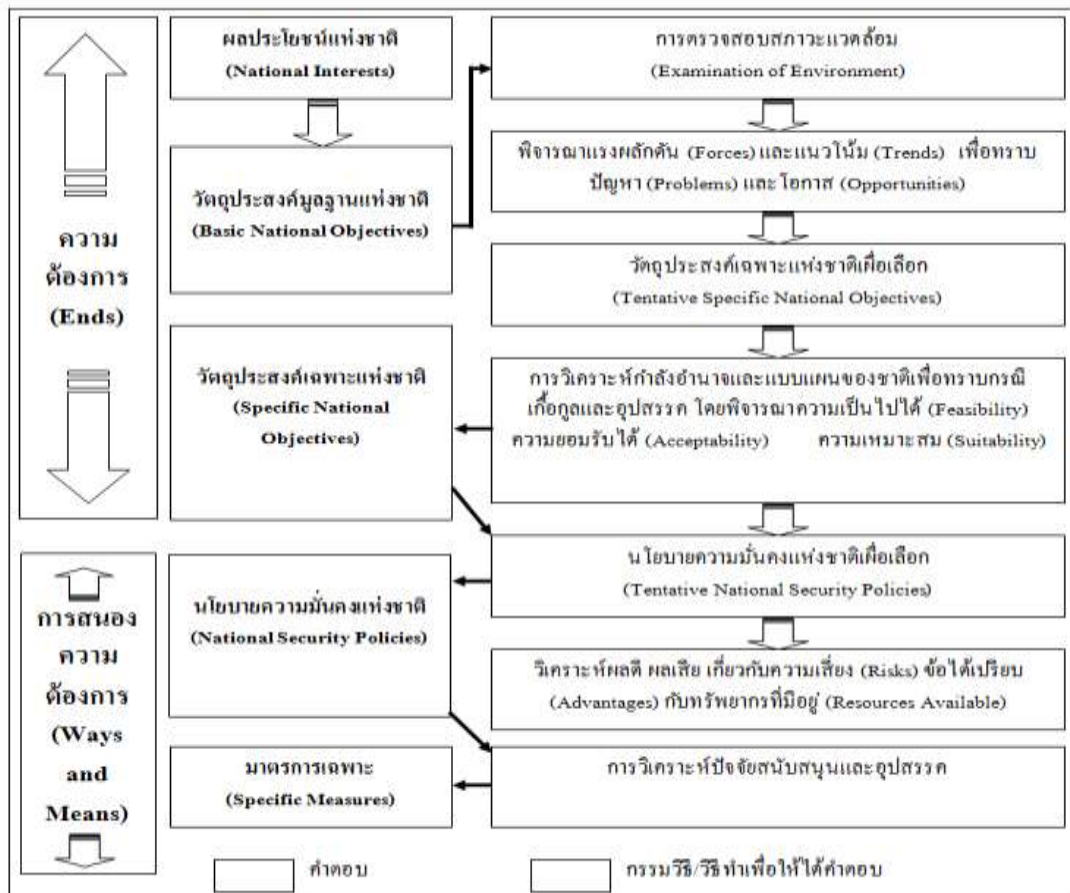 ผลประโยชน์แห่งชาติ
(National Interests)
วัตถุประสงค์มูลฐานแห่งชาติ
(Basic National Objectives)
วัตถุประสงค์เฉพาะแห่งชาติ
(Specific National
Objectives)
นโยบายความมั่นคงแห่งชาติ
(National Security Policies)
มาตรการเฉพาะ
(Specific Measures)
ความ
ต้องการ
(Ends)
การสนอง
ความ
ต้องการ
(Ways
and
Means)
การตรวจสอบสภาวะแวดล้อม
(Examination of Environment)
พิจารณาแรงผลักดัน (Forces) และแนวโน้ม (Trends) เพื่อทราบ
ปัญหา (Problems) และโอกาส (Opportunities)
วัตถุประสงค์เฉพาะแห่งชาติเผื่อเลือก
(Tentative Specific National Objectives)
การวิเคราะห์กำลังอำนาจและแบบแผนของชาติเพื่อทราบกรณี
เกื้อกูลและอุปสรรค โดยพิจารณาความเป็นไปได้ (Feasibility)
ความยอมรับได้ (Acceptability) ความเหมาะสม (Suitability)
นโยบายความมั่นคงแห่งชาติเผื่อเลือก
(Tentative National Security Policies)
วิเคราะห์ผลดี ผลเสีย เกี่ยวกับความเสี่ยง (Risks) ข้อได้เปรียบ
(Advantages) กับทรัพยากรที่มีอยู่ (Resources Available)
การวิเคราะห์ปัจจัยสนับสนุนและอุปสรรค
คำตอบ
กรรมวิธี/วิธีทำเพื่อให้ได้คำตอบ